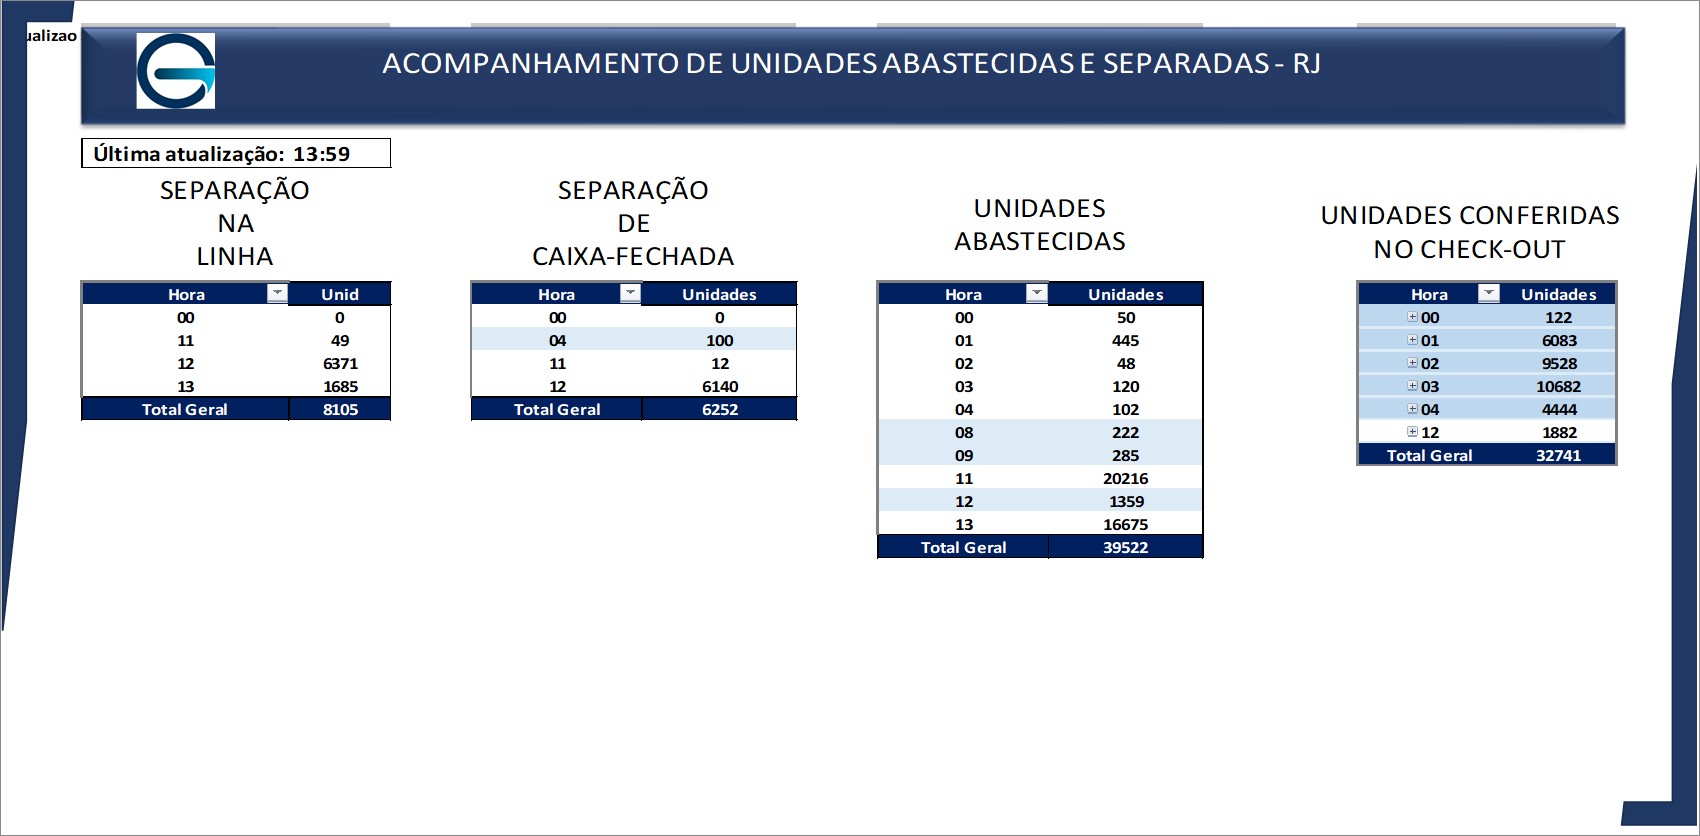 ualizao
ACOMPANHAMENTO DE UNIDADES ABASTECIDAS E SEPARADAS - RJ
Última atualização: 13:59
SEPARAÇÃO
NA
LINHA
Hora Unid
00 0
11 49
12 6371
13 1685
Total Geral 8105
SEPARAÇÃO
DE
CAIXA-FECHADA
Hora Unidades
00 0
04 100
11 12
12 6140
Total Geral 6252
UNIDADES
ABASTECIDAS
Hora Unidades
00 50
01 445
02 48
03 120
04 102
08 222
09 285
11 20216
12 1359
13 16675
Total Geral 39522
UNIDADES CONFERIDAS
NO CHECK-OUT
Hora Unidades
00 122
01 6083
02 9528
03 10682
04 4444
12 1882
Total Geral 32741